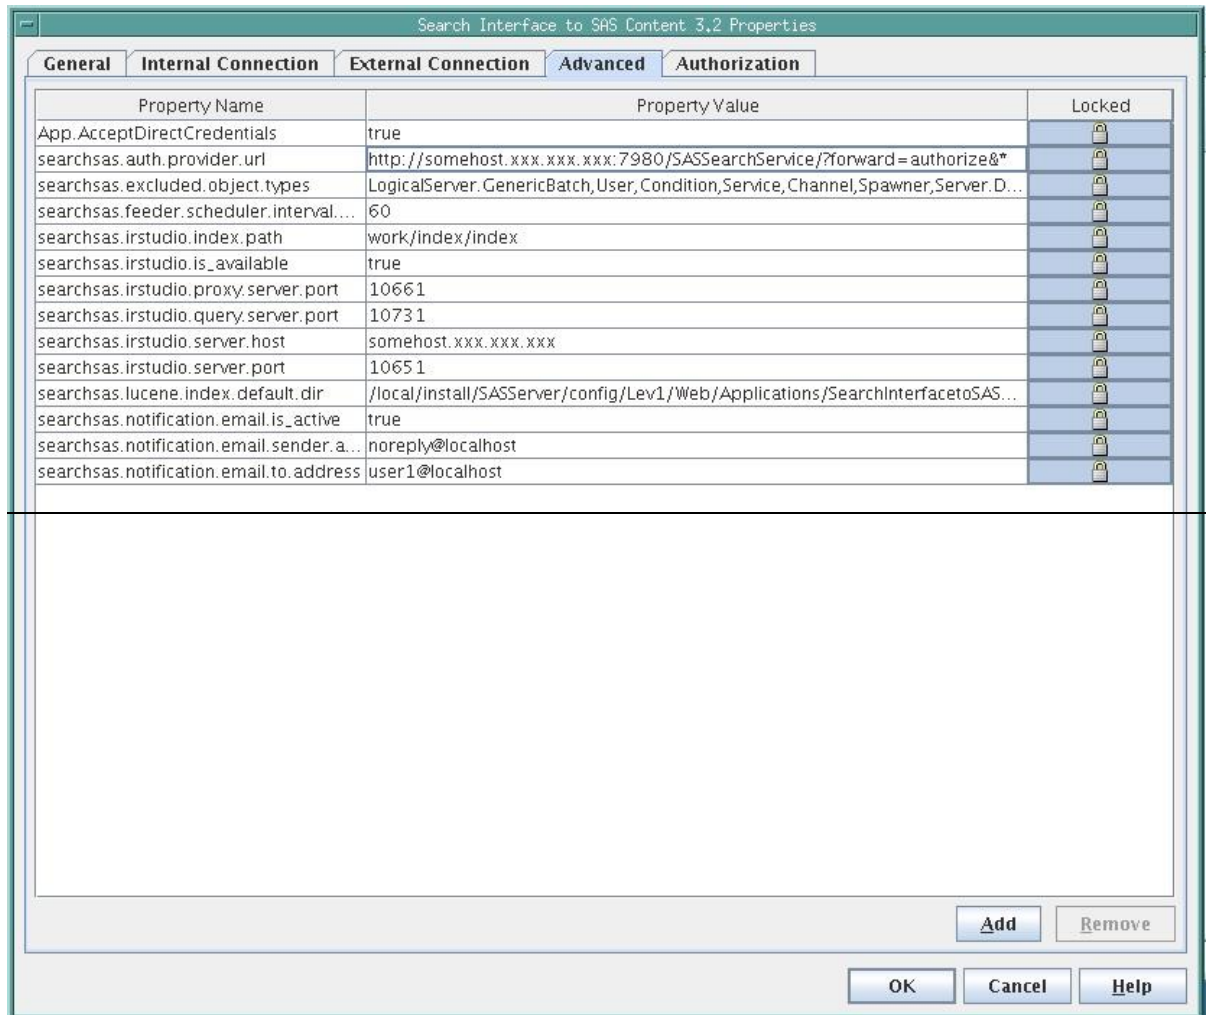 Search Interface to SAS Content 3.2 Properties
General Internal Connection External Connection Advanced Authorization
Property Name Property Value Locked
App.AcceptDirectCredentials true
searchsas.auth.provider.url http://somehost.xxx.xxx.xxx:7980/SASSearchService/?forward=authorize&*
searchsas.excluded.object.types LogicalServer.GenericBatch,User,Condition,Service,Channel,Spawner,Server.D...
searchsas.feeder.scheduler.interval.... 60
searchsas.irstudio.index.path work/index/index
searchsas.irstudio.is_available true
searchsas.irstudio.proxy.server.port 10661
searchsas.irstudio.query.server.port 10731
searchsas.irstudio.server.host somehost.xxx.xxx.xxx
searchsas.irstudio.server.port 10651
searchsas.lucene.index.default.dir /local/install/SASServer/config/Lev1/Web/Applications/SearchInterfacetoSAS...
searchsas.notification.email.is_active true
searchsas.notification.email.sender.a... noreply@localhost
searchsas.notification.email.to.address user1@localhost
Add Remove
OK Cancel Help